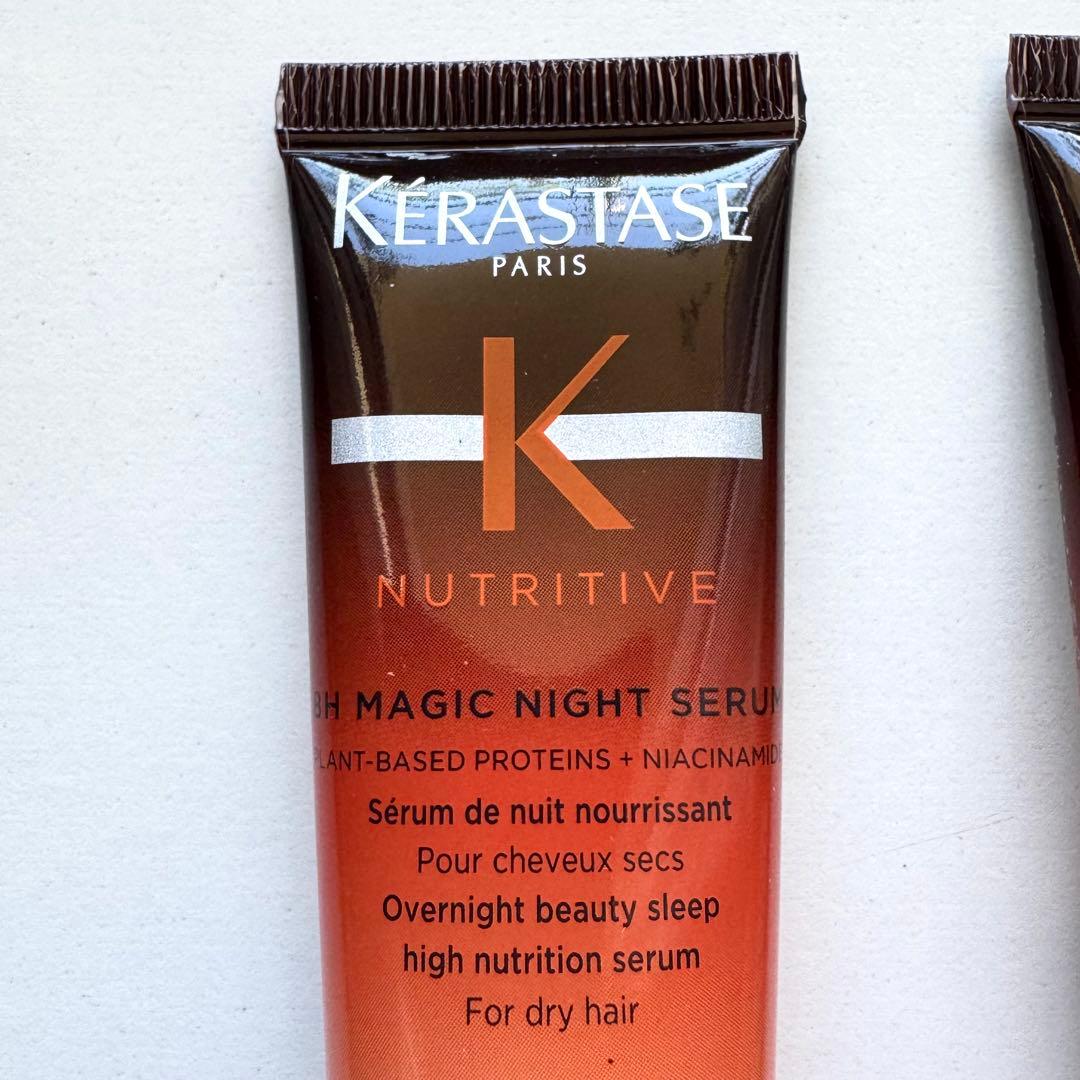 KÉRASTASE
PARIS
K
NUTRITIVE
8H MAGIC NIGHT SERUM
PLANT-BASED PROTEINS + NIACINAMIDE
Sérum de nuit nourrissant
Pour cheveux secs
Overnight beauty sleep
high nutrition serum
For dry hair